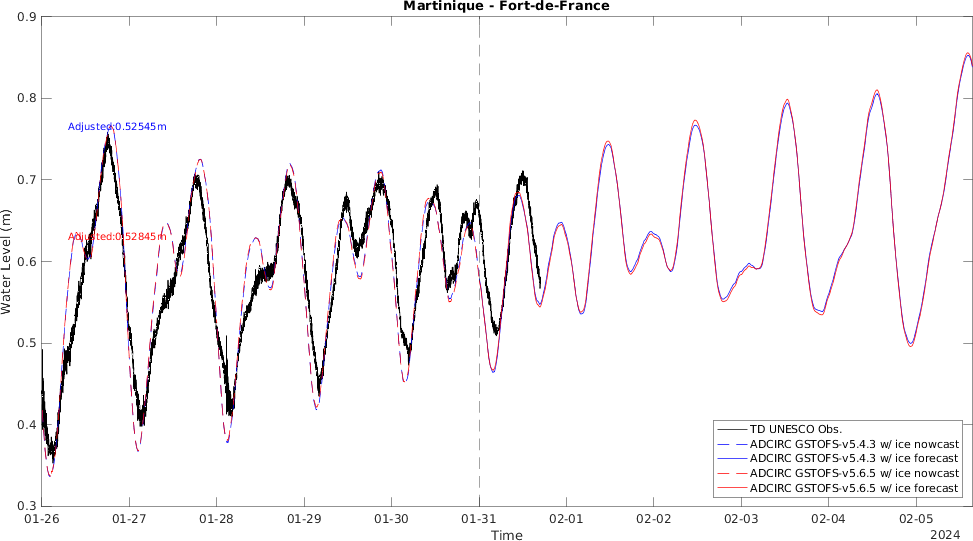 Martinique - Fort-de-France
0.9
0.8
0.7
0.6
0.5
0.4
0.3
Water Level (m)
Adjusted:0.52545m
Adjusted:0.52845m
TD UNESCO Obs.
ADCIRC GSTOFS-v5.4.3 w/ ice nowcast
ADCIRC GSTOFS-v5.4.3 w/ ice forecast
ADCIRC GSTOFS-v5.6.5 w/ ice nowcast
ADCIRC GSTOFS-v5.6.5 w/ ice forecast
01-26 01-27 01-28 01-29 01-30 01-31 02-01 02-02 02-03 02-04 02-05
Time
2024